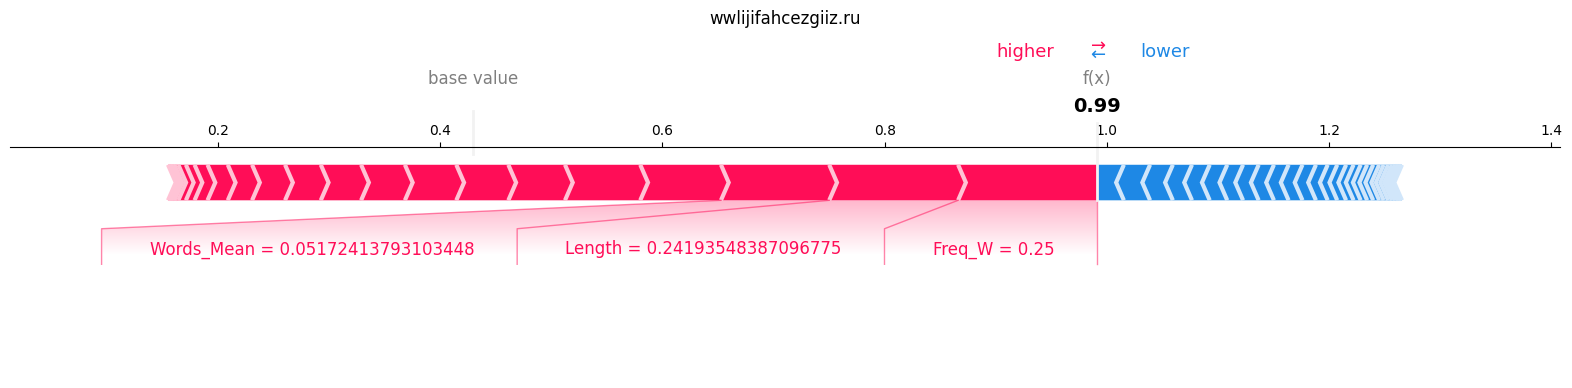 wwlijifahcezgiiz.ru
higher → ← lower
base value f(x)
0.99
0.2 0.4 0.6 0.8 1.0 1.2 1.4
Words_Mean = 0.05172413793103448 Length = 0.24193548387096775 Freq_W = 0.25